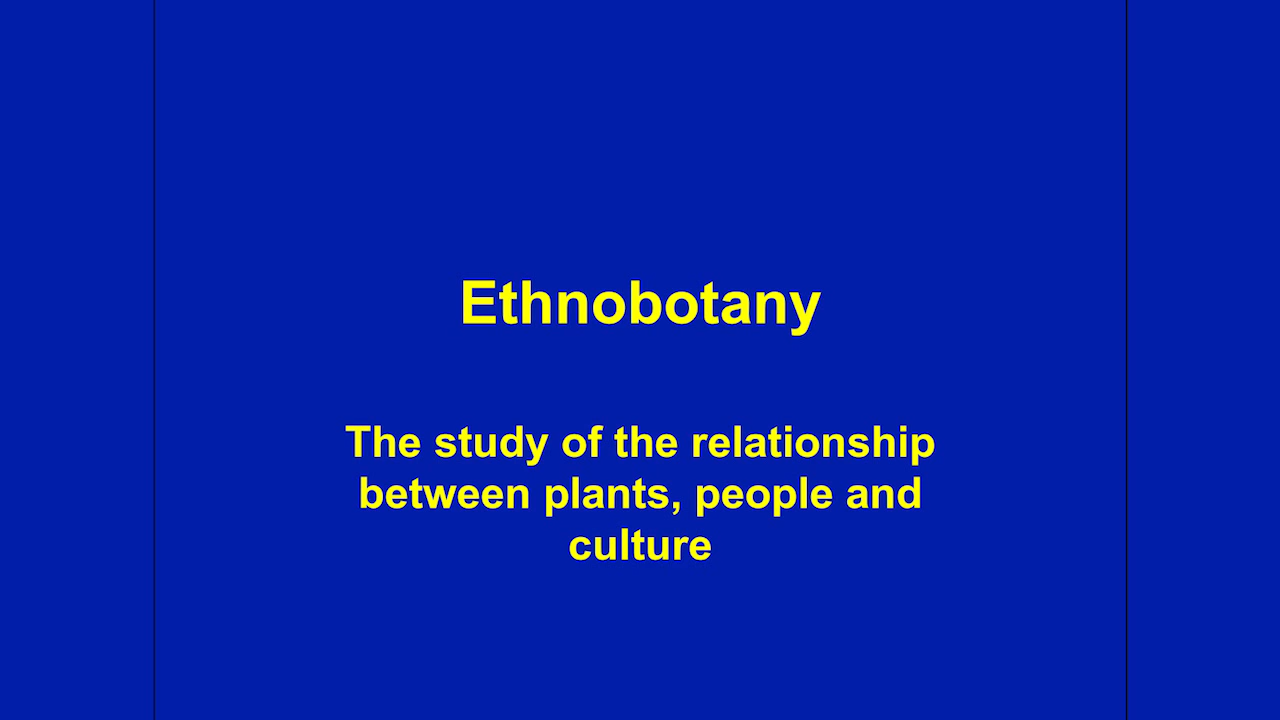 Ethnobotany
The study of the relationship
between plants, people and
culture